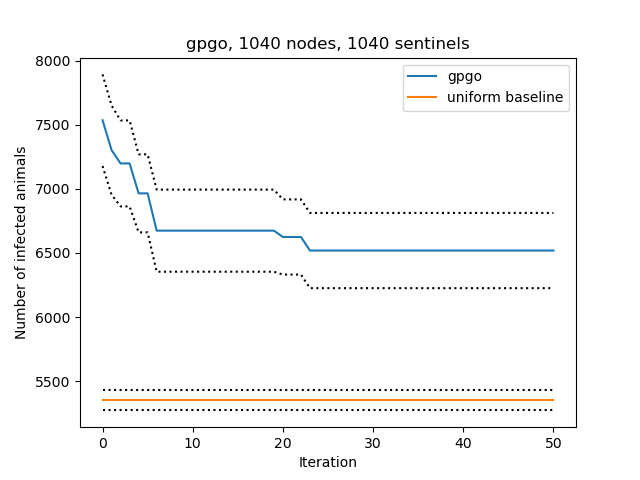 gpgo, 1040 nodes, 1040 sentinels
gpgo
uniform baseline
Number of infected animals
8000
7500
7000
6500
6000
5500
0 10 20 30 40 50
Iteration